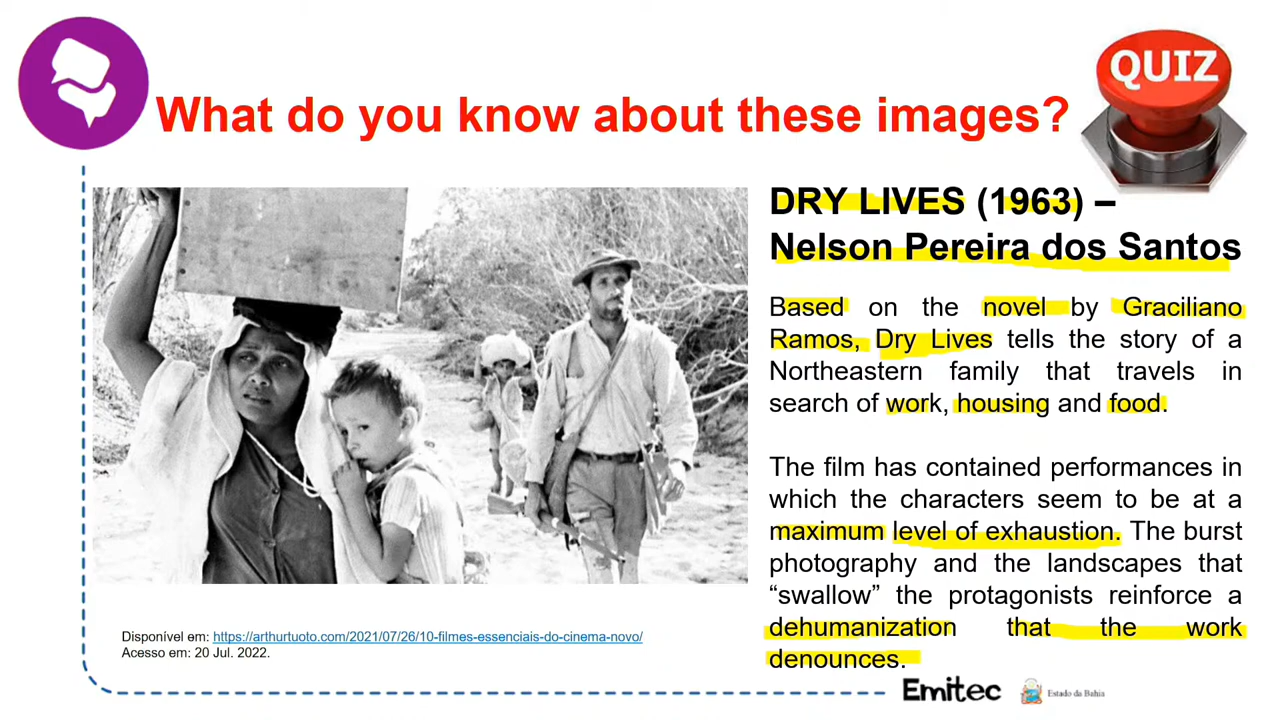 QUIZ
What do you know about these images?
DRY LIVES (1963) –
Nelson Pereira dos Santos
Based on the novel by Graciliano
Ramos, Dry Lives tells the story of a
Northeastern family that travels in
search of work, housing and food.
The film has contained performances in
which the characters seem to be at a
maximum level of exhaustion. The burst
photography and the landscapes that
“swallow” the protagonists reinforce a
dehumanization that the work
denounces.
Disponível em: https://arthurtuoto.com/2021/07/26/10-filmes-essenciais-do-cinema-novo/
Acesso em: 20 Jul. 2022.
Emitec
Estado da Bahia